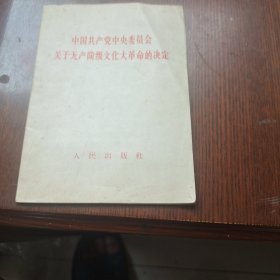 中国共产党中央委员会
关于无产阶级文化大革命的决定
人民出版社